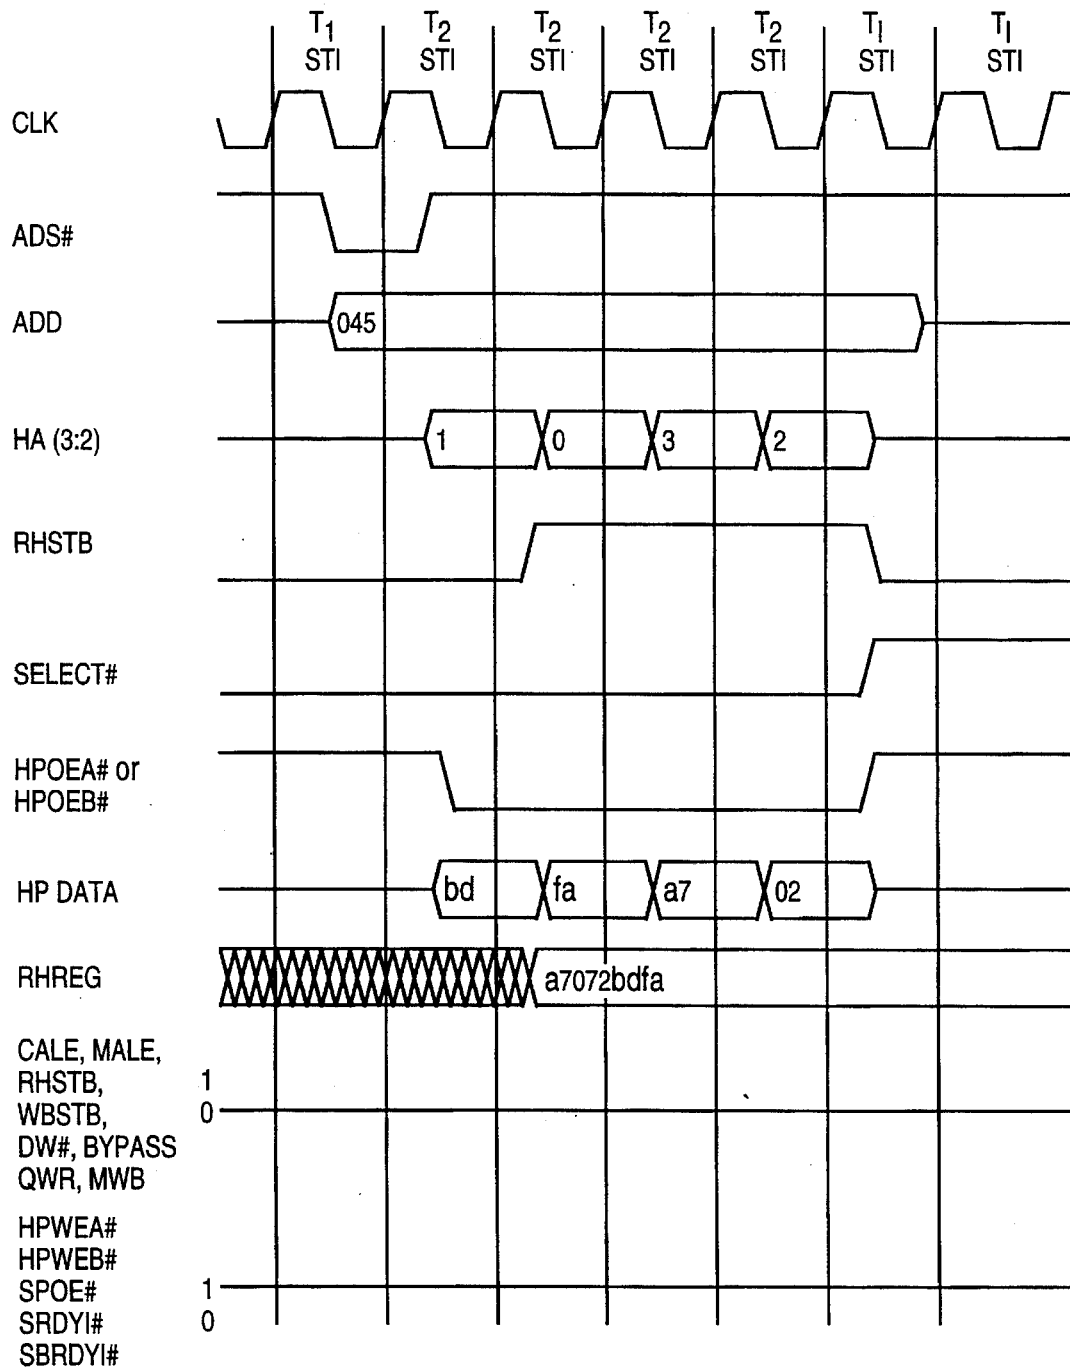 T1 T2 T2 T2 T2 TI TI
STI STI STI STI STI STI STI
CLK
ADS#
ADD 045
HA (3:2) 1 0 3 2
RHSTB
SELECT#
HPOEA# or
HPOEB#
HP DATA bd fa a7 02
RHREG a7072bdfa
CALE, MALE,
RHSTB, 1
WBSTB, 0
DW#, BYPASS
QWR, MWB
HPWEA#
HPWEB#
SPOE# 1
SRDYI# 0
SBRDYI#